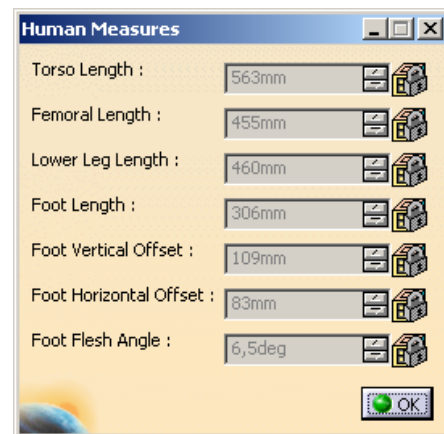 Human Measures
Torso Length : 563mm
Femoral Length : 455mm
Lower Leg Length : 460mm
Foot Length : 306mm
Foot Vertical Offset : 109mm
Foot Horizontal Offset : 83mm
Foot Flesh Angle : 6,5deg
OK